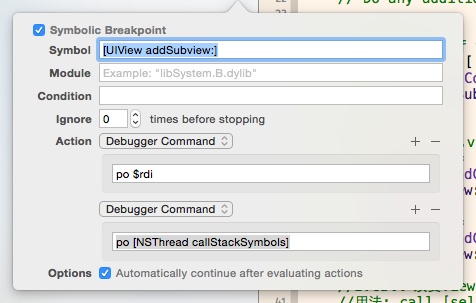 // Do any additio
Symbolic Breakpoint
Symbol [UIView addSubview:]
Module Example: "libSystem.B.dylib"
Condition
Ignore 0 times before stopping
Action Debugger Command
po $rdi
Debugger Command
po [NSThread callStackSymbols]
Options Automatically continue after evaluating actions
41 //用法: call [sel